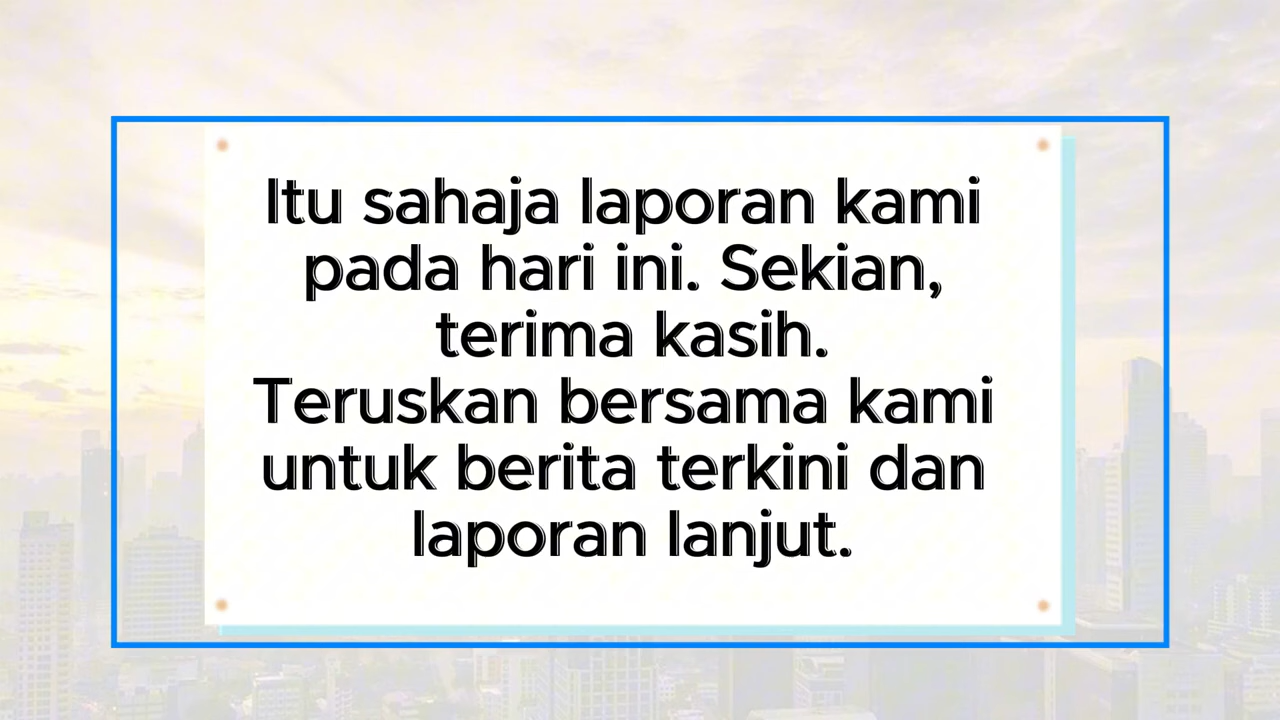 Itu sahaja laporan kami
pada hari ini. Sekian,
terima kasih.
Teruskan bersama kami
untuk berita terkini dan
laporan lanjut.